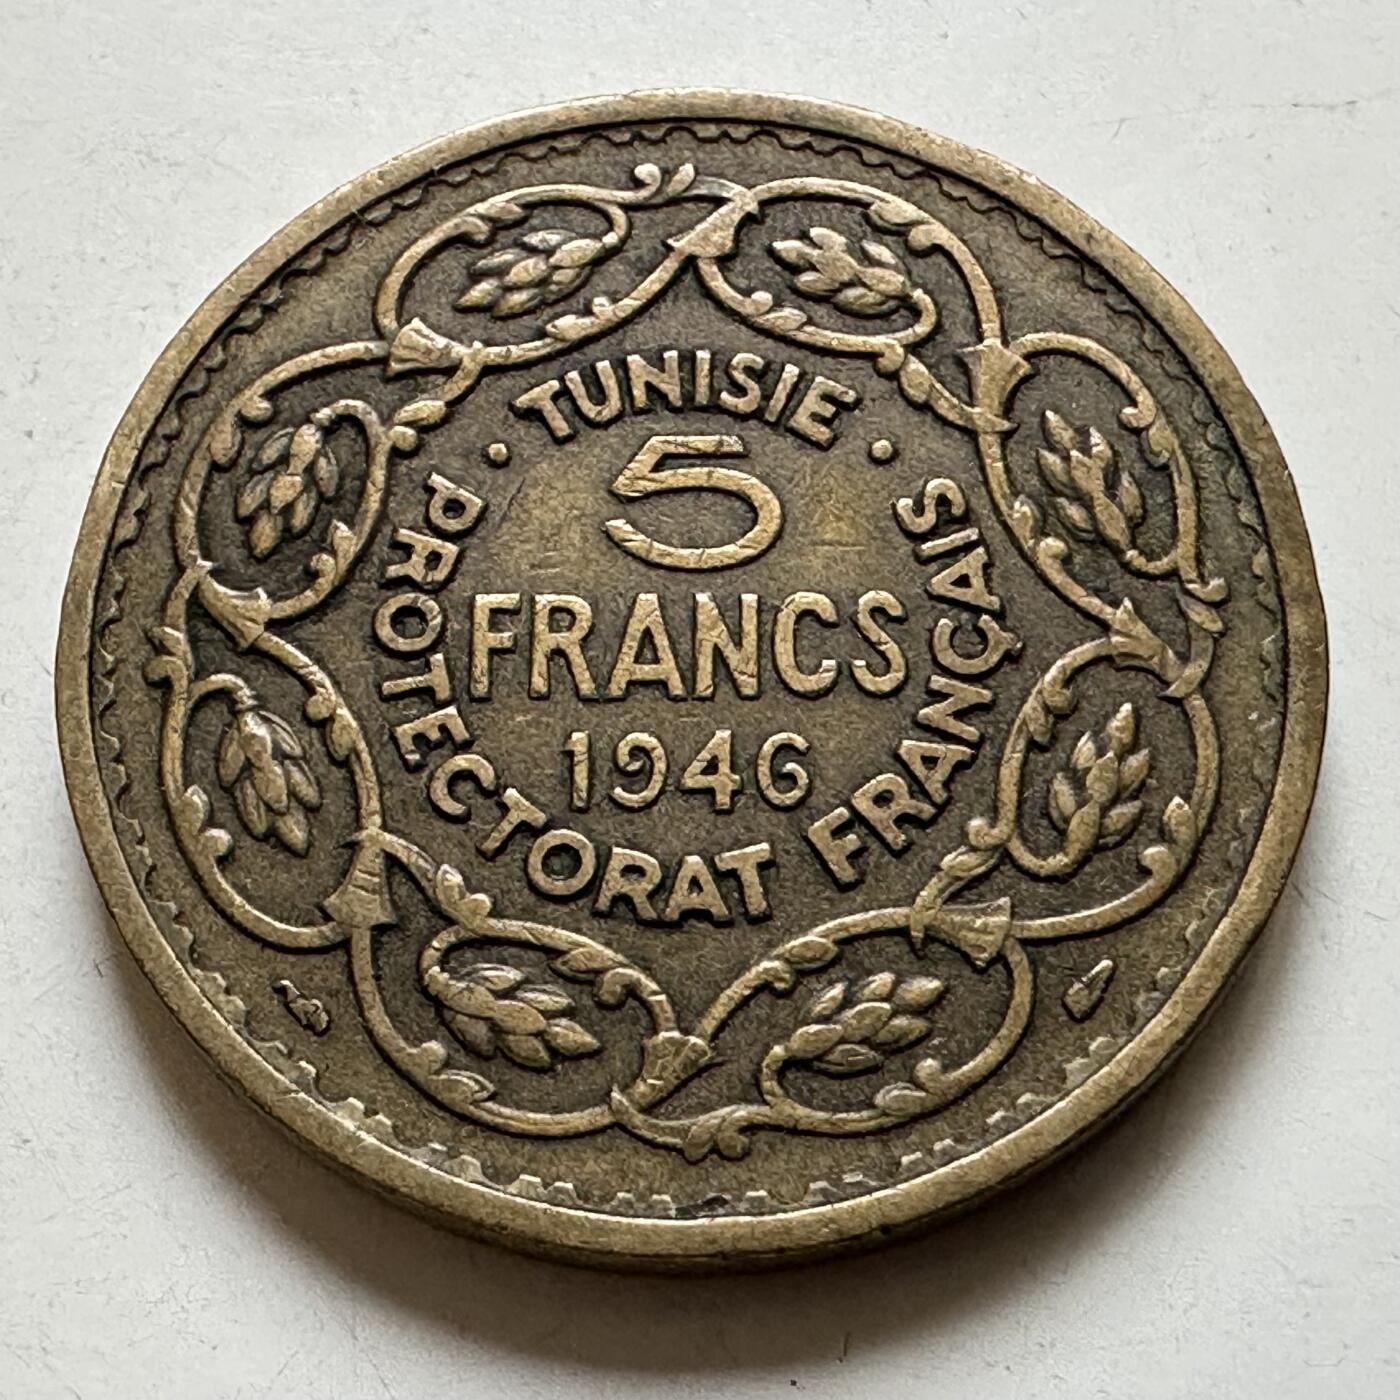 TUNISIE
5
FRANCS
1946
PROTECTORAT FRANÇAIS